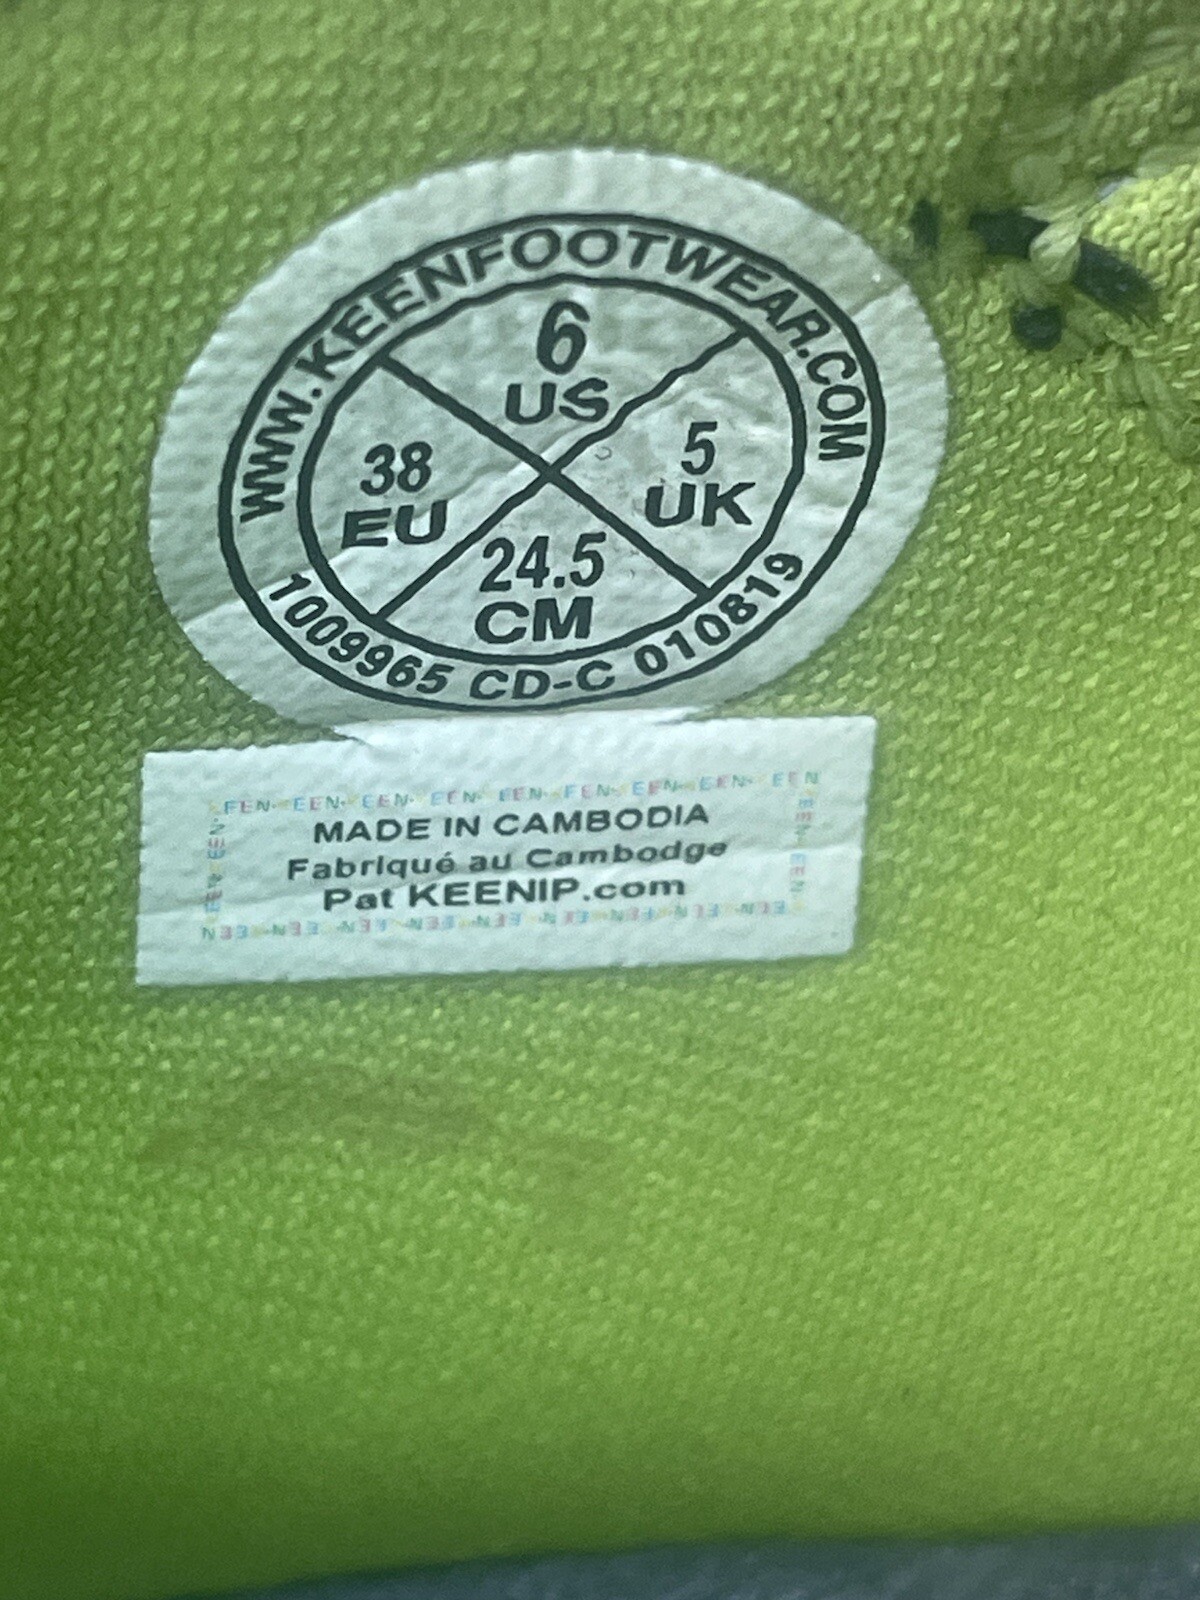 WWW.KEENFOOTWEAR.COM
6
US
38
EU
5
UK
24.5
CM
1009965 CD-C 010819
MADE IN CAMBODIA
Fabriqué au Cambodge
Pat KEENIP.com